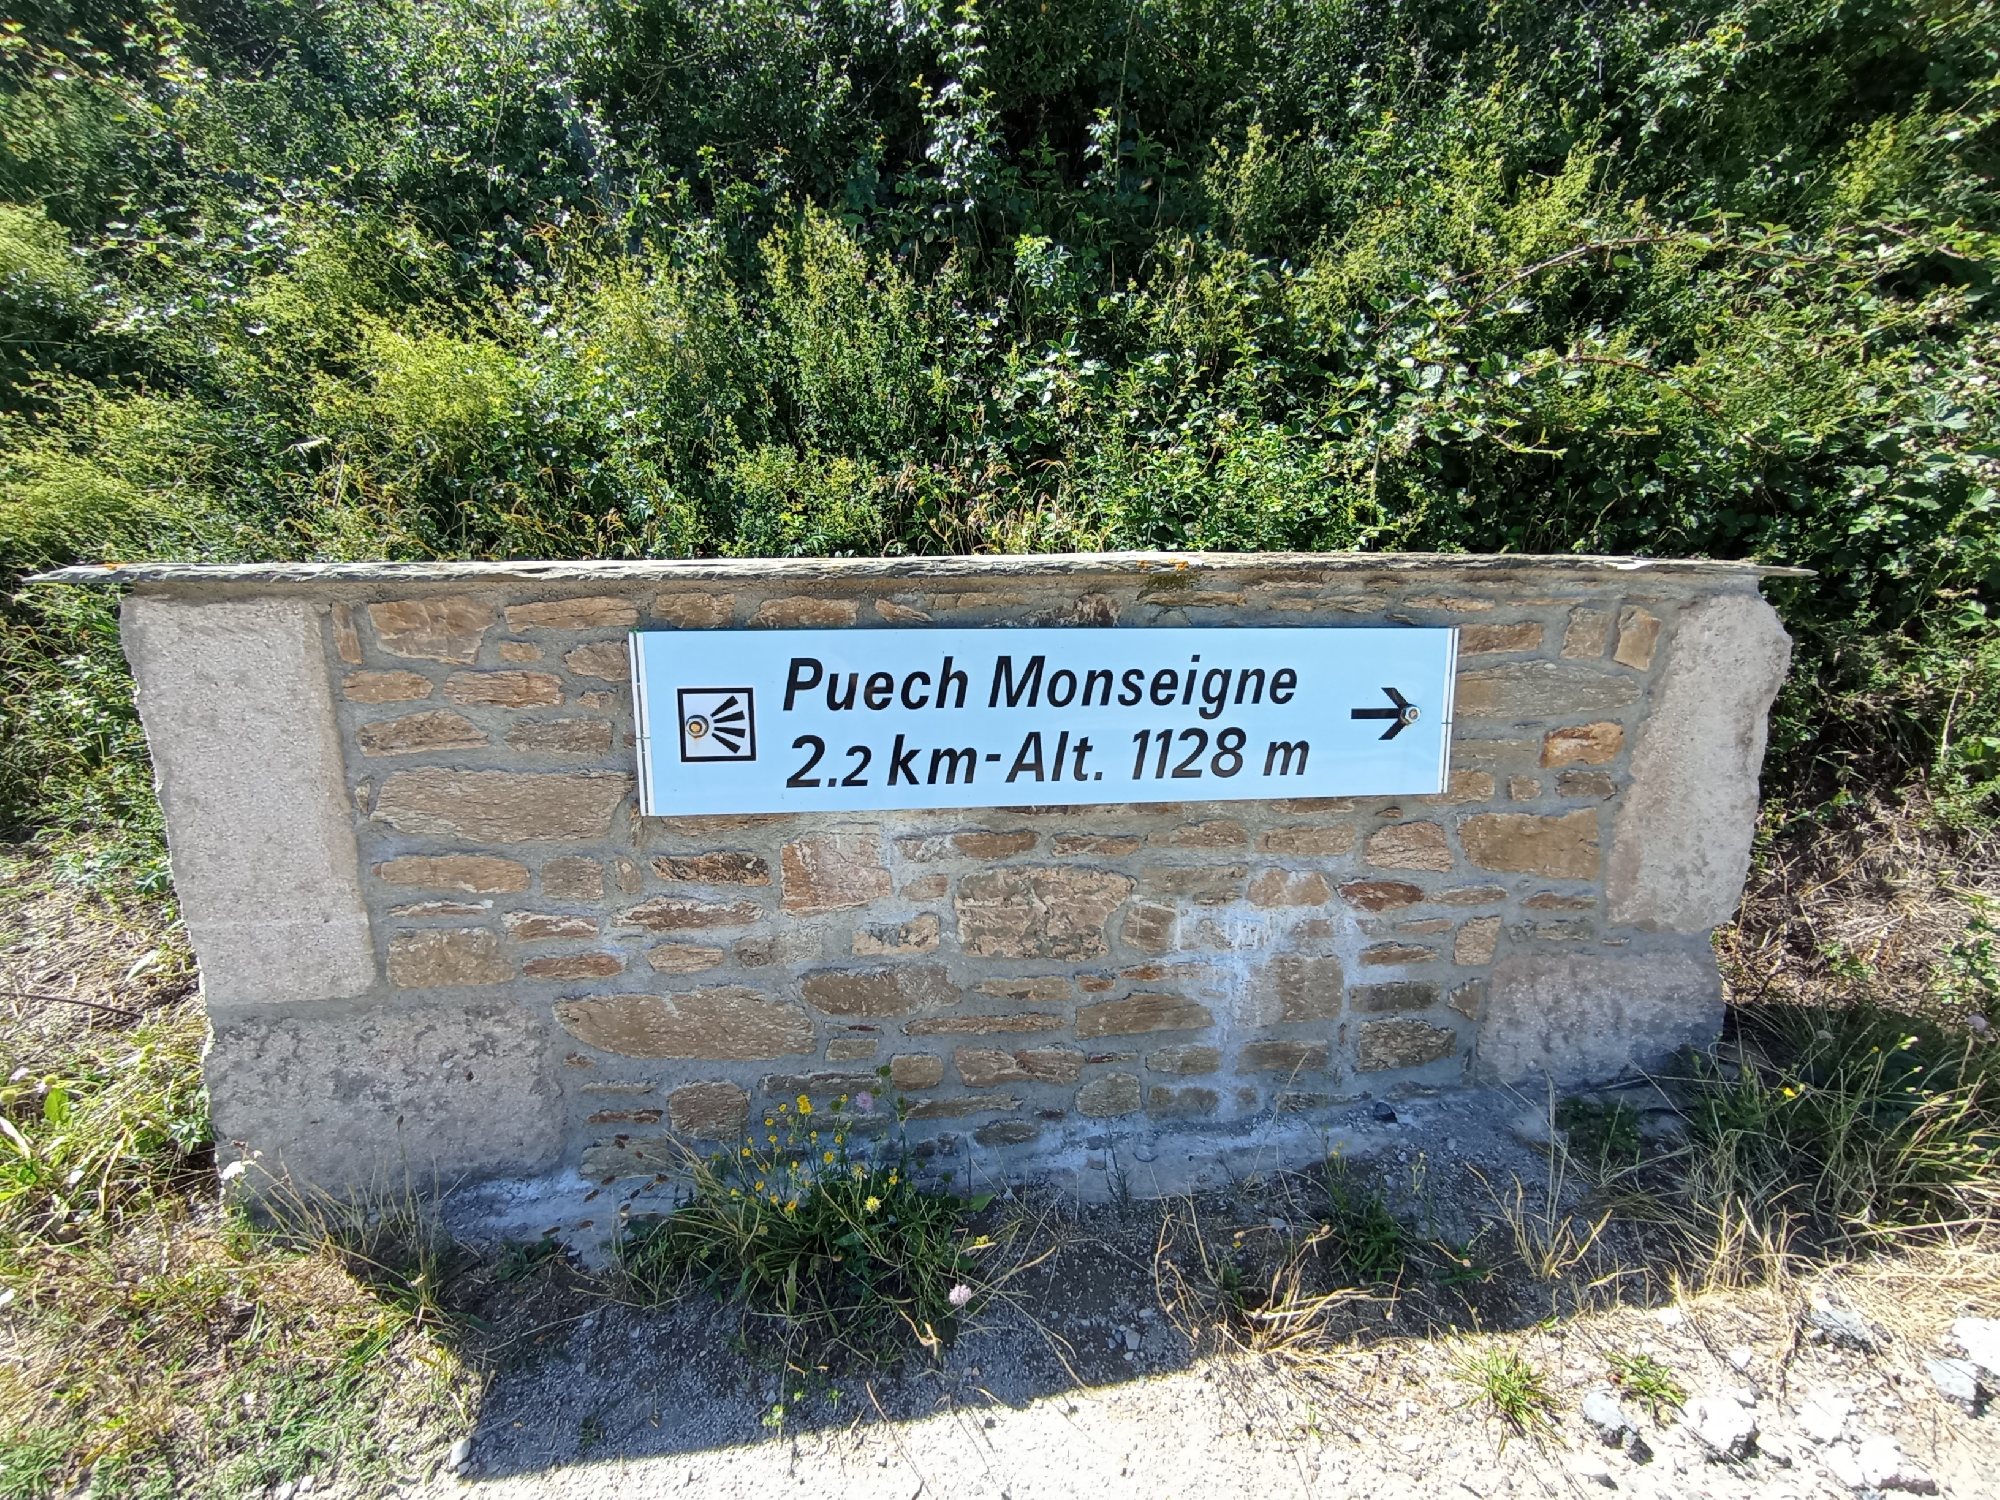 Puech Monseigne
2.2 km-Alt. 1128 m